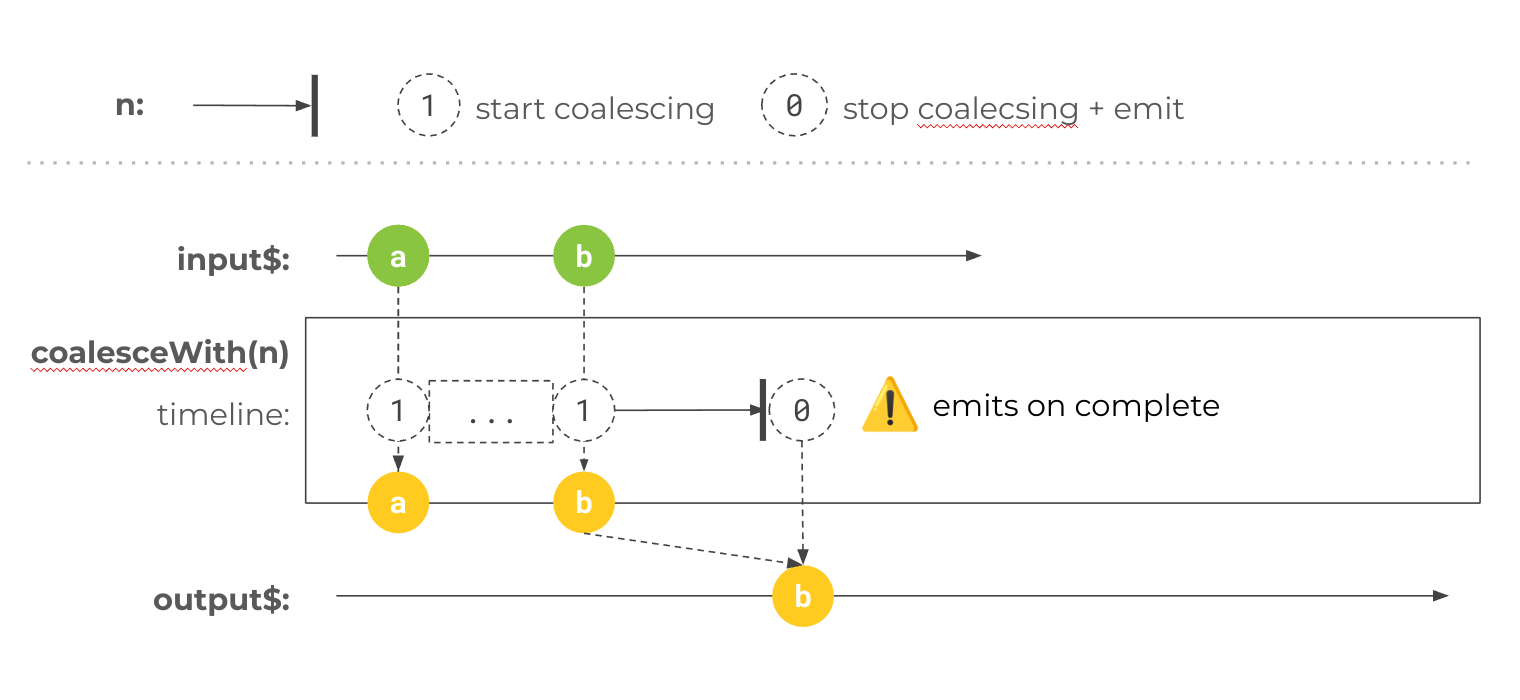 n: 1 start coalescing 0 stop coalecsing + emit
input$: a b
coalesceWith(n)
timeline: 1 ... 1 0 emits on complete
a b
output$: b